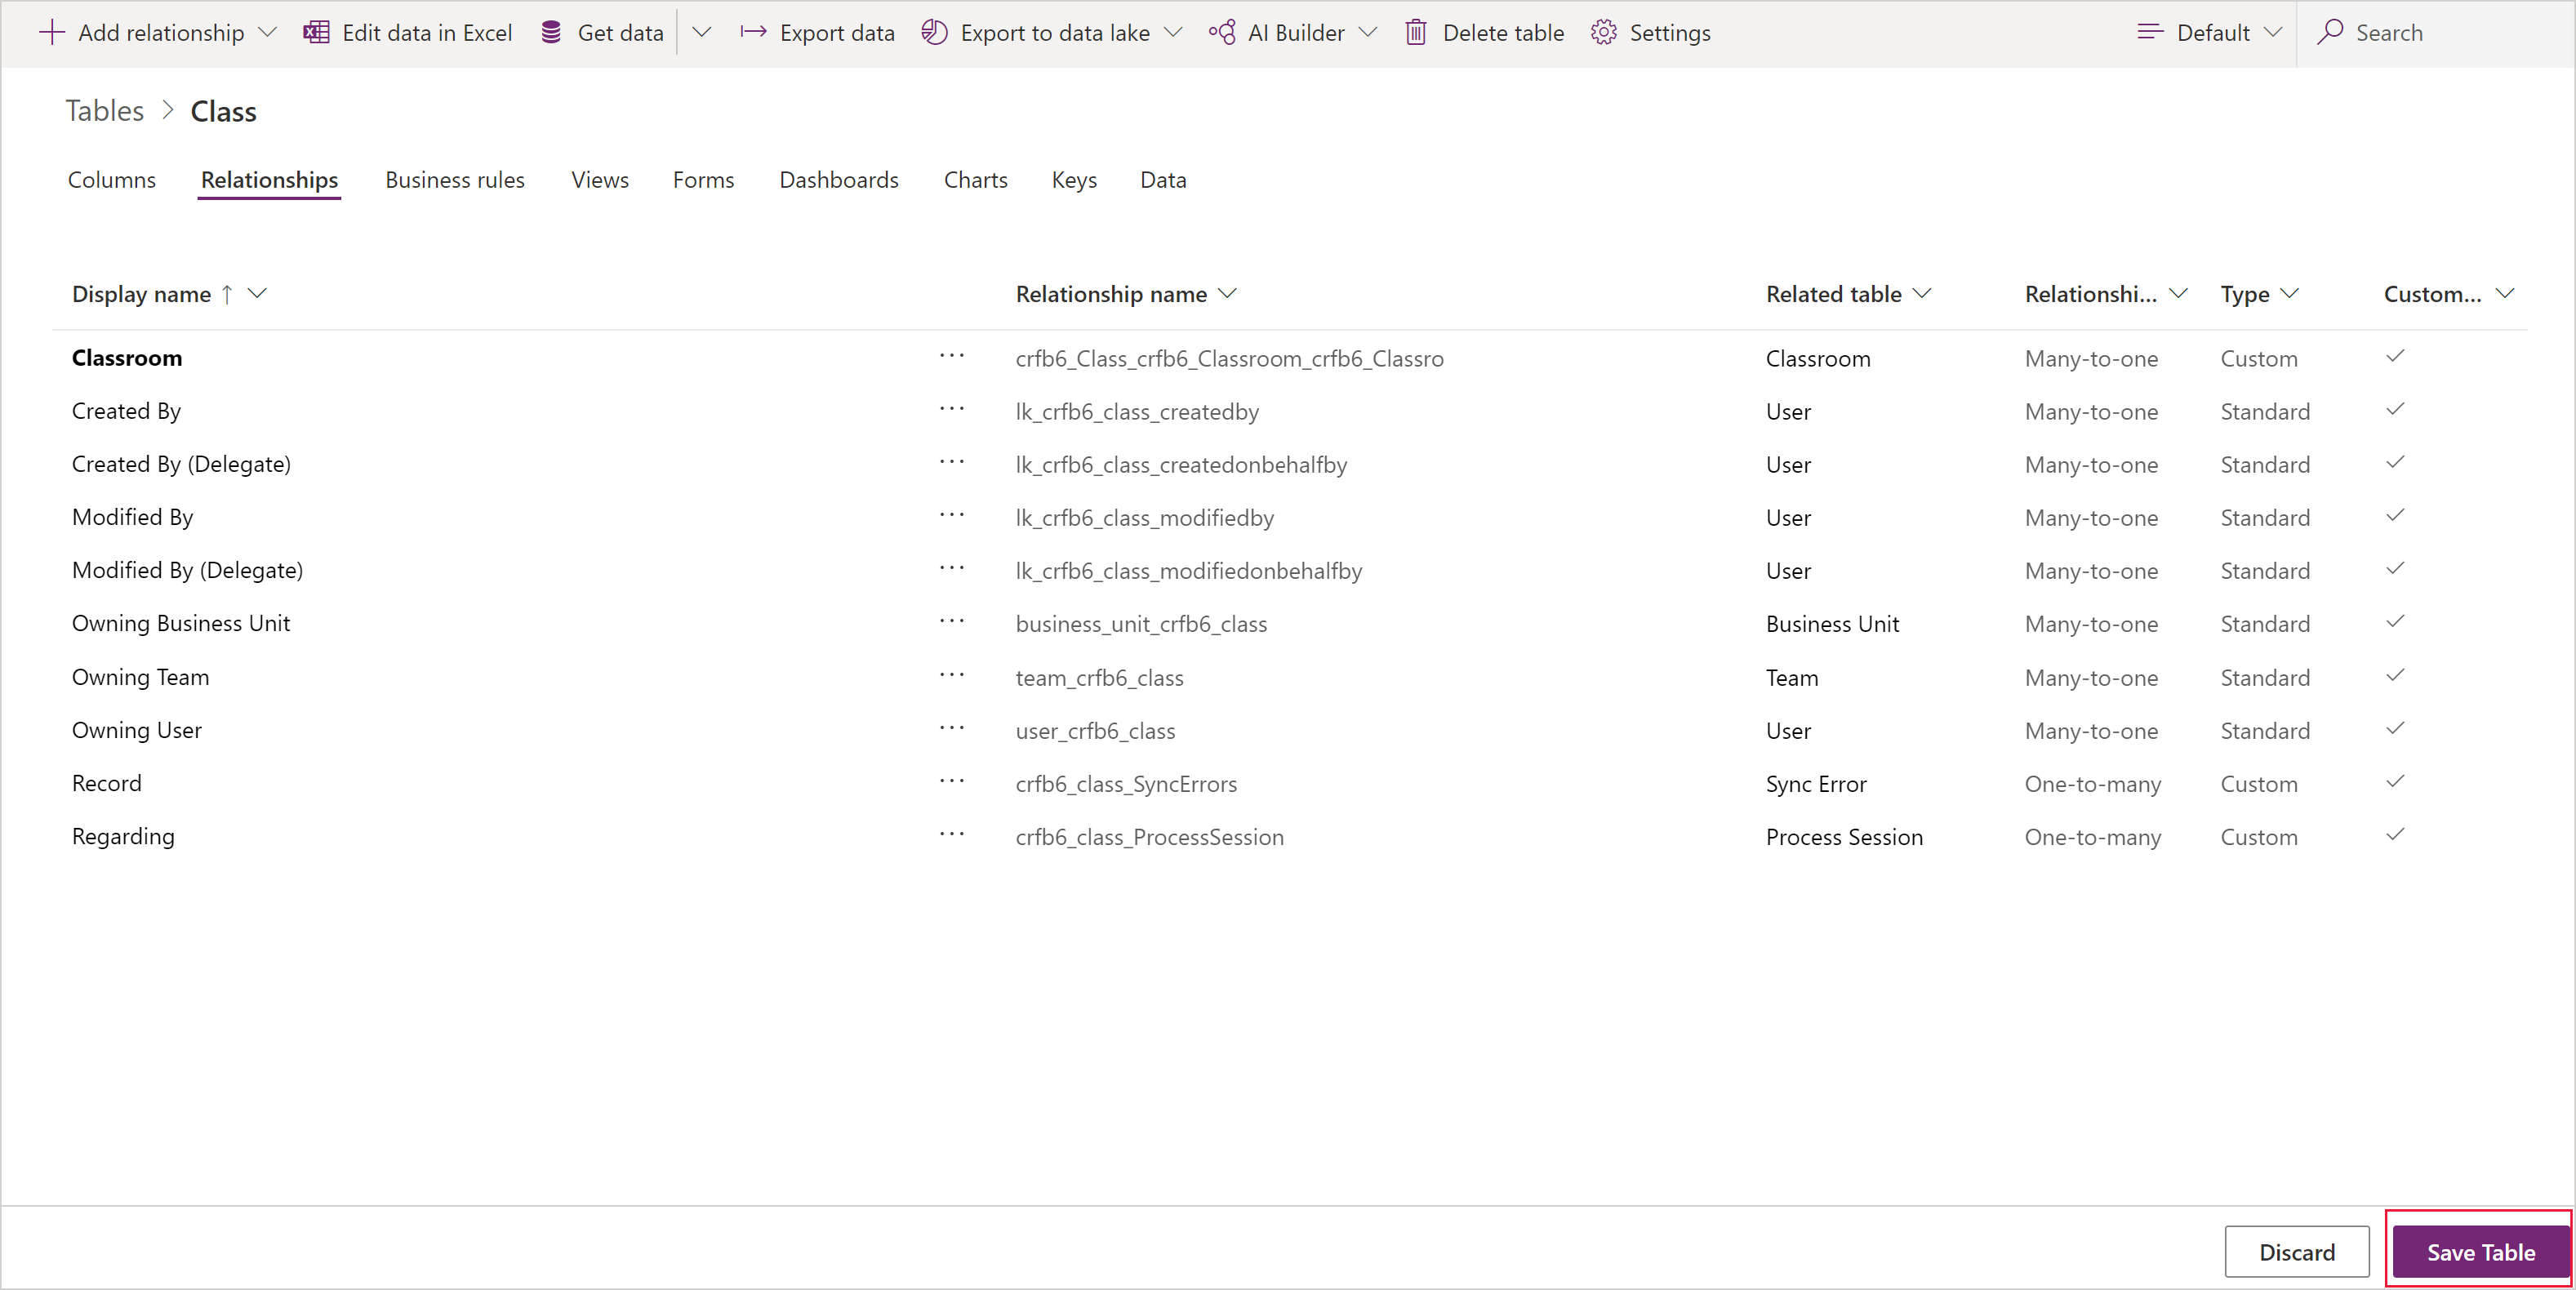 Add relationship Edit data in Excel Get data Export data Export to data lake AI Builder Delete table Settings Default Search
Tables > Class
Columns Relationships Business rules Views Forms Dashboards Charts Keys Data
Display name ↑ Relationship name Related table Relationshi... Type Custom...
Classroom ··· crfb6_Class_crfb6_Classroom_crfb6_Classro Classroom Many-to-one Custom
Created By ··· lk_crfb6_class_createdby User Many-to-one Standard
Created By (Delegate) ··· lk_crfb6_class_createdonbehalfby User Many-to-one Standard
Modified By ··· lk_crfb6_class_modifiedby User Many-to-one Standard
Modified By (Delegate) ··· lk_crfb6_class_modifiedonbehalfby User Many-to-one Standard
Owning Business Unit ··· business_unit_crfb6_class Business Unit Many-to-one Standard
Owning Team ··· team_crfb6_class Team Many-to-one Standard
Owning User ··· user_crfb6_class User Many-to-one Standard
Record ··· crfb6_class_SyncErrors Sync Error One-to-many Custom
Regarding ··· crfb6_class_ProcessSession Process Session One-to-many Custom
Discard Save Table